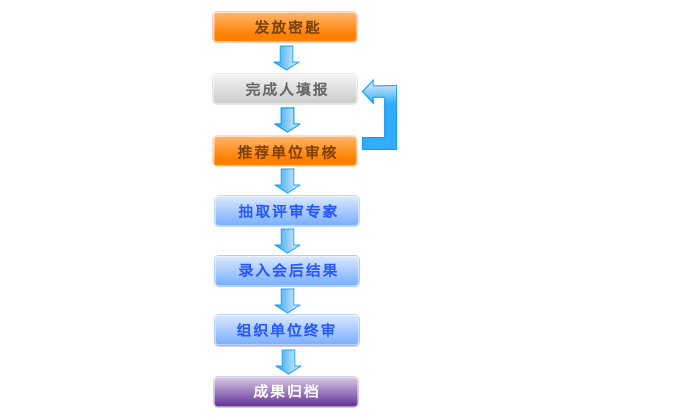 发放密匙
完成人填报
推荐单位审核
抽取评审专家
录入会后结果
组织单位终审
成果归档